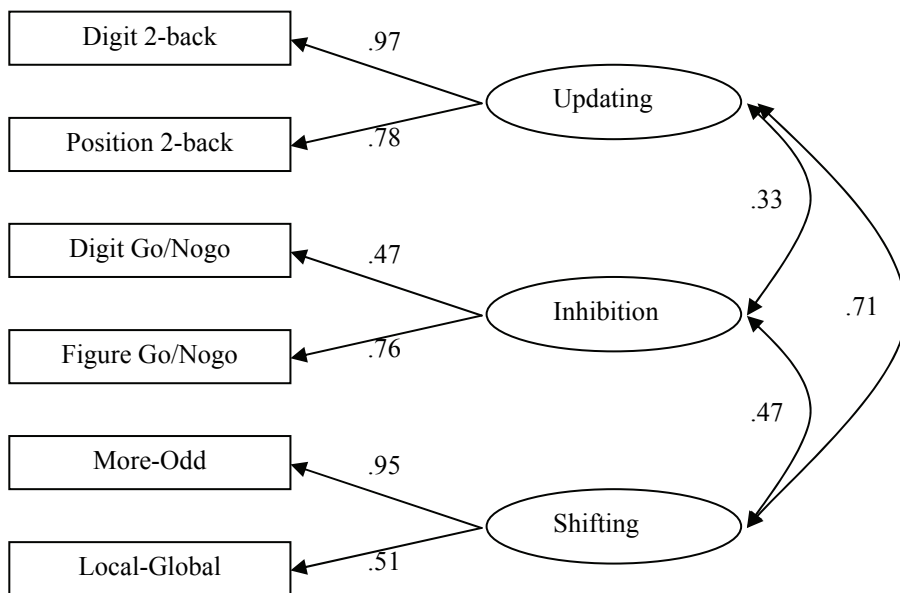 Digit 2-back
.97
Updating
Position 2-back
.78
.33
Digit Go/Nogo
.47
Inhibition
.71
Figure Go/Nogo
.76
.47
More-Odd
.95
Shifting
Local-Global
.51